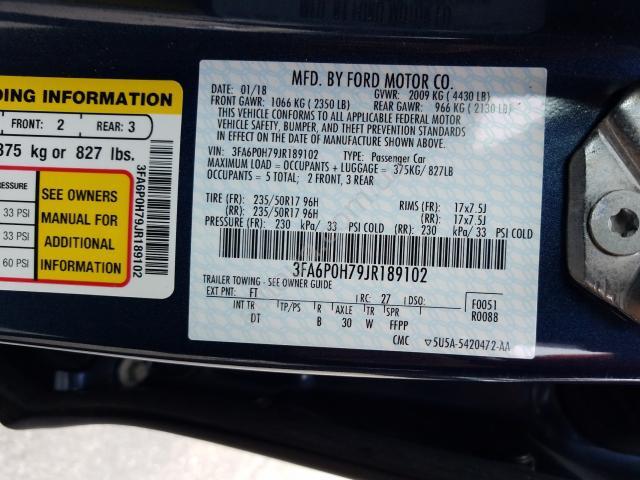 DING INFORMATION
FRONT: 2
REAR: 3
375 kg or 827 lbs.
PRESSURE
33 PSI
33 PSI
60 PSI
SEE OWNERS
MANUAL FOR
ADDITIONAL
INFORMATION
3FA6P0H79JR189102
MFD. BY FORD MOTOR CO.
DATE: 01/18
GVWR: 2009 KG (4430 LB)
FRONT GAWR: 1066 KG (2350 LB)
REAR GAWR: 966 KG (2130 LB)
THIS VEHICLE CONFORMS TO ALL APPLICABLE FEDERAL MOTOR
VEHICLE SAFETY, BUMPER, AND THEFT PREVENTION STANDARDS
IN EFFECT ON THE DATE OF MANUFACTURE SHOWN ABOVE.
VIN: 3FA6P0H79JR189102 TYPE: Passenger Car
MAXIMUM LOAD = OCCUPANTS + LUGGAGE = 375KG/827LB
OCCUPANTS = 5 TOTAL; 2 FRONT, 3 REAR
TIRE (FR): 235/50R17 96H RIMS (FR): 17x7.5J
(RR): 235/50R17 96H (RR): 17x7.5J
PRESSURE (FR): 230 kPa/ 33 PSI COLD (RR): 230 kPa/ 33 PSI COLD
3FA6P0H79JR189102
TRAILER TOWING - SEE OWNER GUIDE
EXT PNT: FT RC: 27 DSO:
F0051
R0088
INT TR TP/PS R AXLE TR SPR
DT B 30 W FFPP
CMC 5U5A-5420472-AA